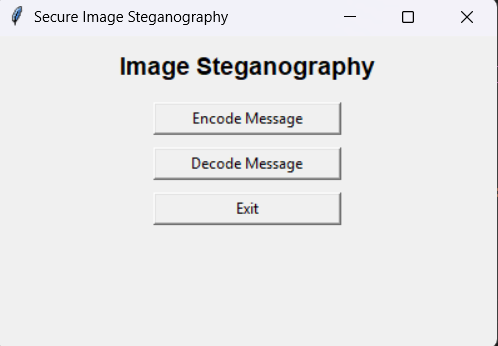 Secure Image Steganography
Image Steganography
Encode Message
Decode Message
Exit